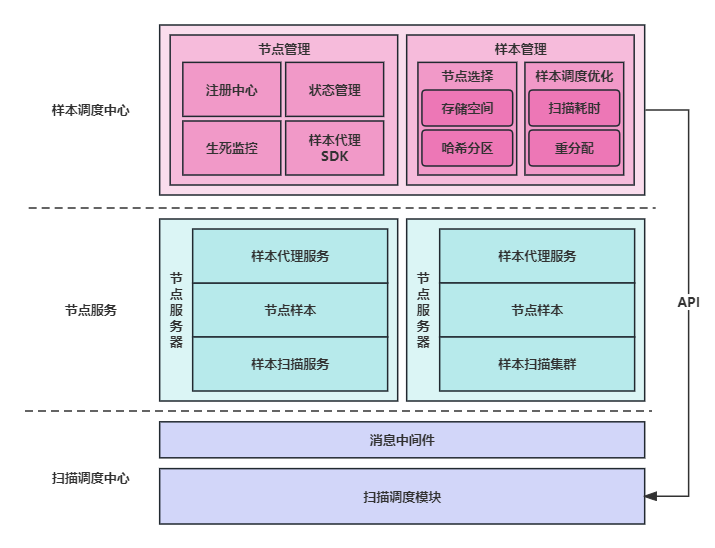 样本调度中心
节点管理
注册中心
状态管理
生死监控
样本代理
SDK
样本管理
节点选择
存储空间
哈希分区
样本调度优化
扫描耗时
重分配
API
节点服务
节点服务器
样本代理服务
节点样本
样本扫描服务
节点服务器
样本代理服务
节点样本
样本扫描集群
扫描调度中心
消息中间件
扫描调度模块